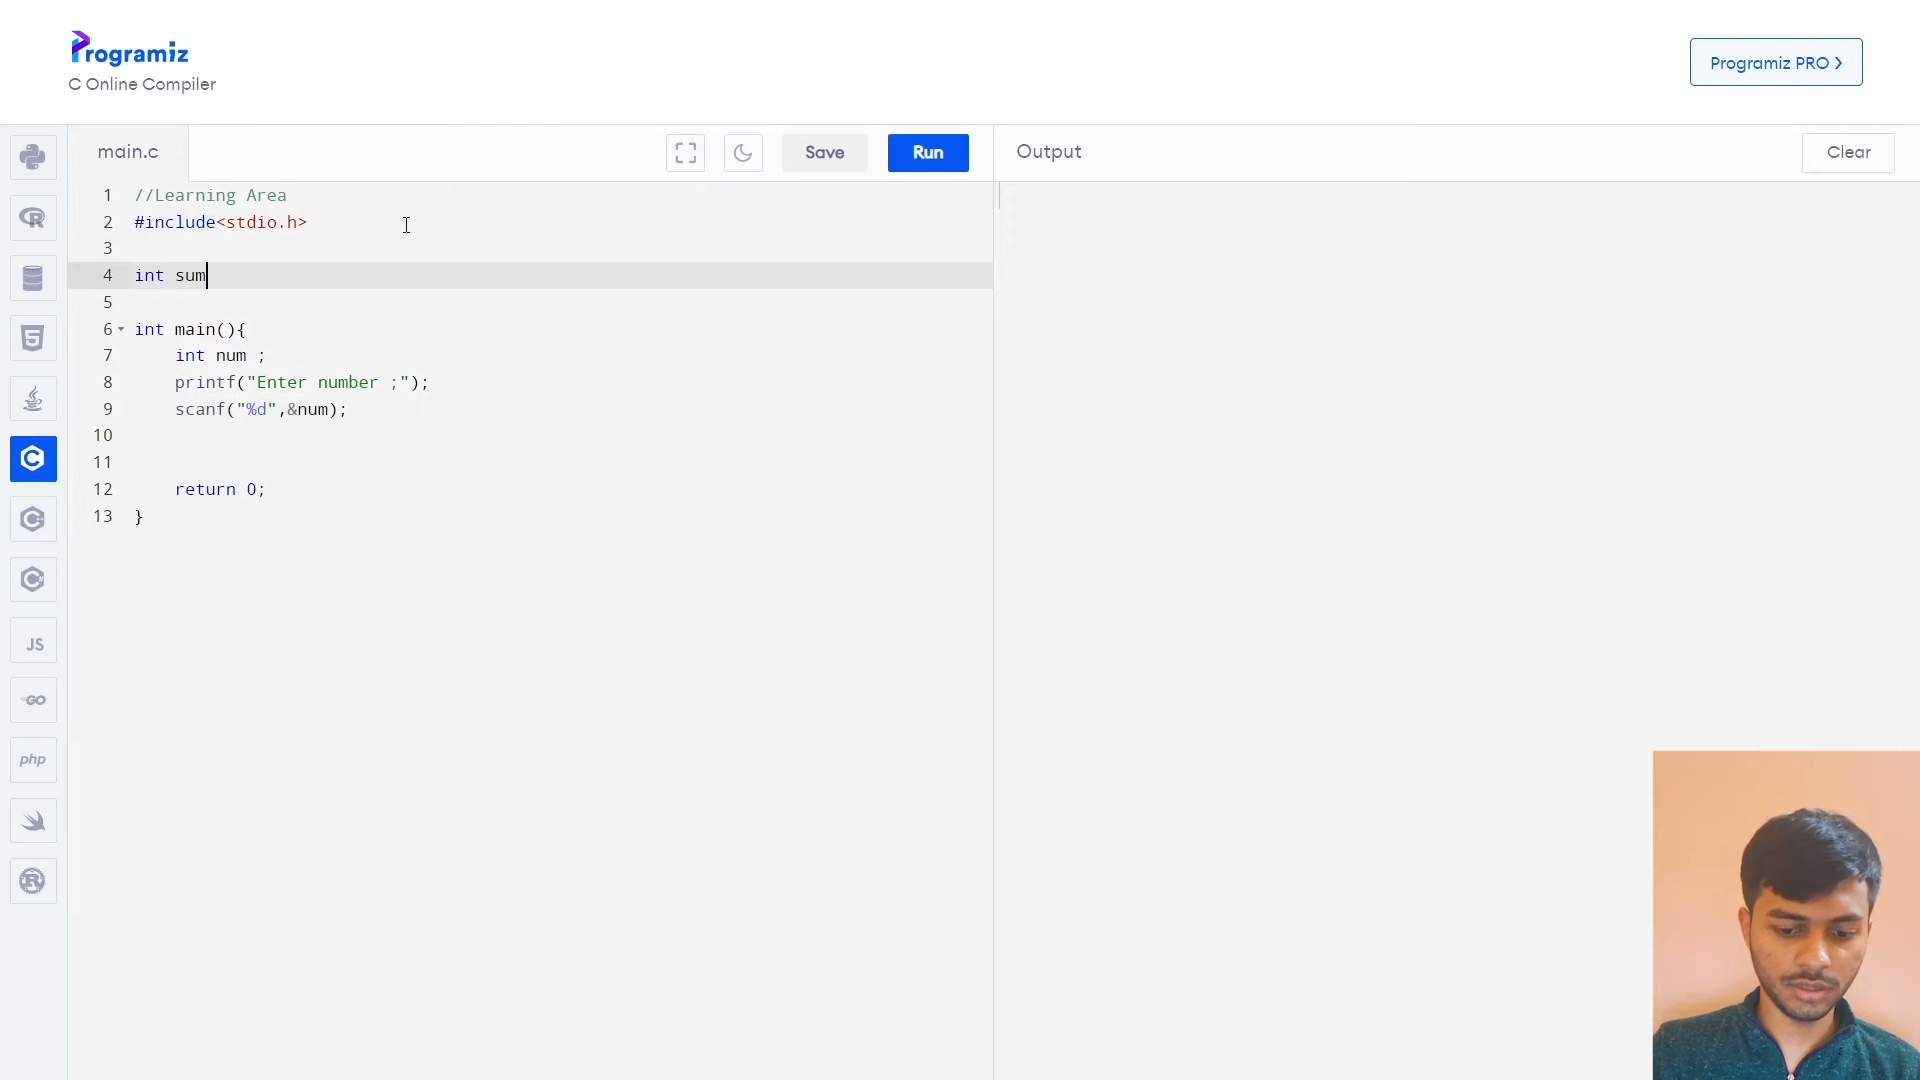 Programiz
C Online Compiler
Programiz PRO ❯
main.c
Save
Run
Output
Clear
1 //Learning Area
2 #include<stdio.h>
3
4 int sum
5
6 int main(){
7 int num ;
8 printf("Enter number ;");
9 scanf("%d",&num);
10
11
12 return 0;
13 }
R
5
C
C
C
JS
GO
php
R